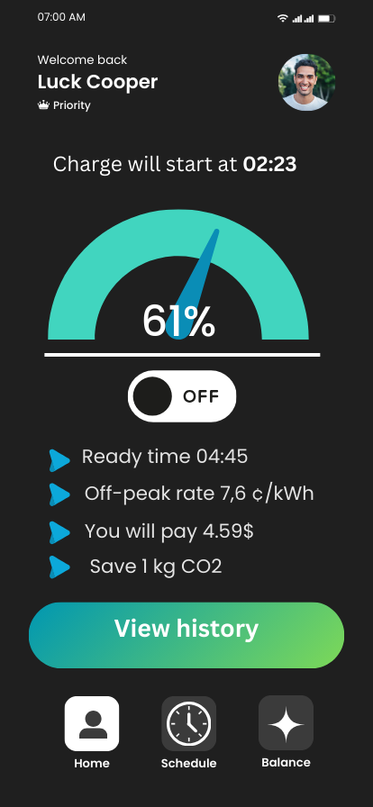 07:00 AM
Welcome back
Luck Cooper
Priority
Charge will start at 02:23
61%
OFF
Ready time 04:45
Off-peak rate 7,6 ¢/kWh
You will pay 4.59$
Save 1 kg CO2
View history
Home Schedule Balance